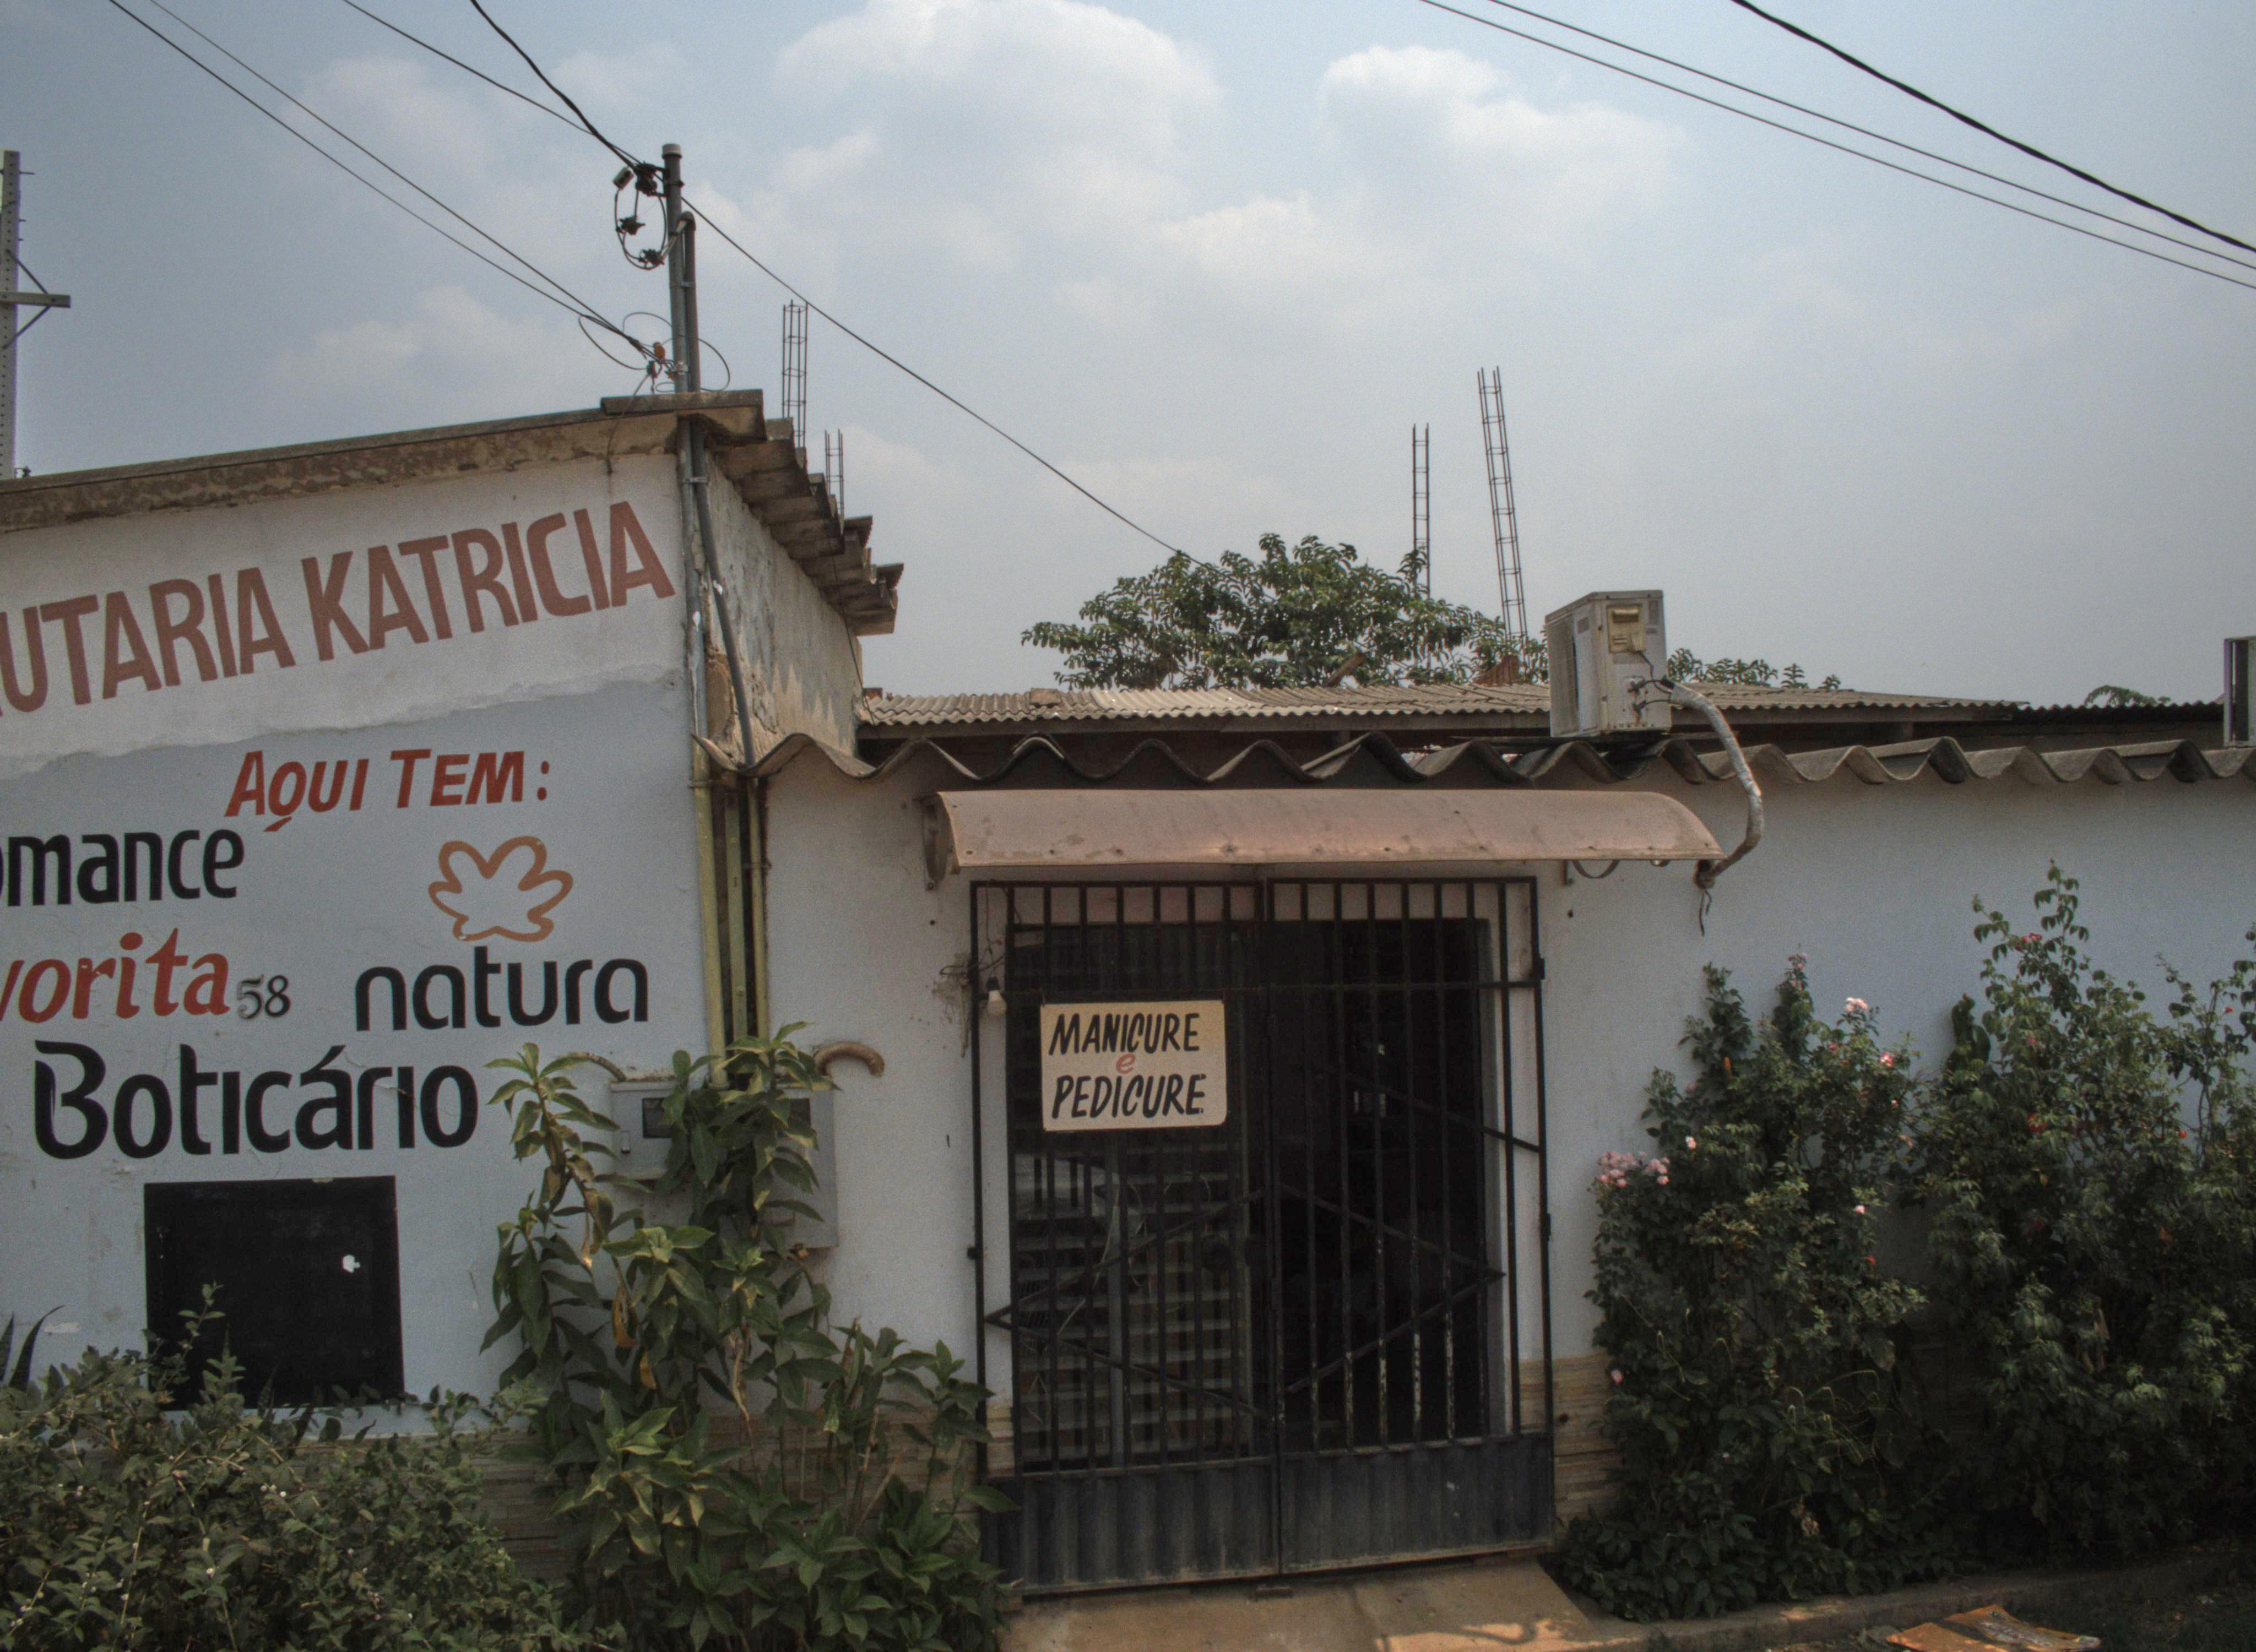 UTARIA KATRICIA
AQUI TEM:
omance
vorita 58
natura
Boticário
MANICURE
e
PEDICURE